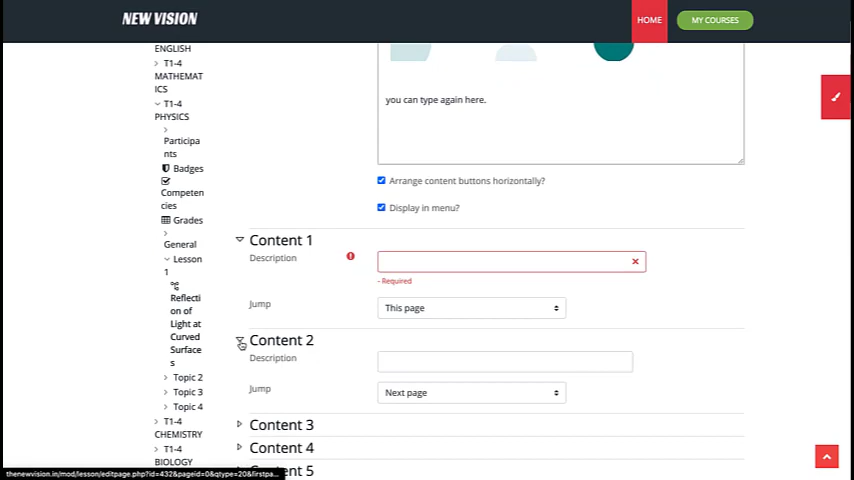 NEW VISION
HOME
MY COURSES
ENGLISH
T1-4
MATHEMAT
ICS
T1-4
PHYSICS
Participa
nts
Badges
Competen
cies
Grades
General
Lesson
1
Reflecti
on of
Light at
Curved
Surface
s
Topic 2
Topic 3
Topic 4
T1-4
CHEMISTRY
T1-4
BIOLOGY
you can type again here.
Arrange content buttons horizontally?
Display in menu?
Content 1
Description
- Required
Jump
This page
Content 2
Description
Jump
Next page
Content 3
Content 4
Content 5
thenewvision.in/mod/lesson/editpage.php?id=432&pageid=0&qtype=20&firstpa...